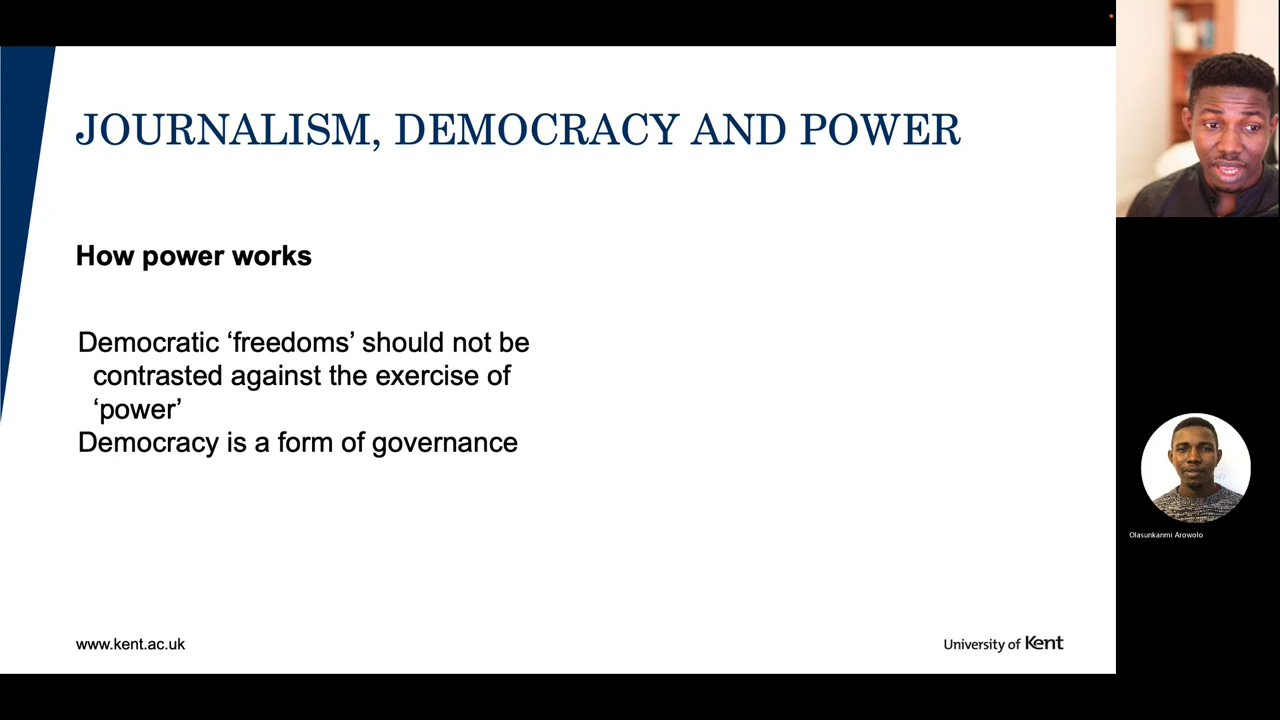 JOURNALISM, DEMOCRACY AND POWER
How power works
Democratic ‘freedoms’ should not be
contrasted against the exercise of
‘power’
Democracy is a form of governance
www.kent.ac.uk
University of Kent
Olasunkanmi Arowolo